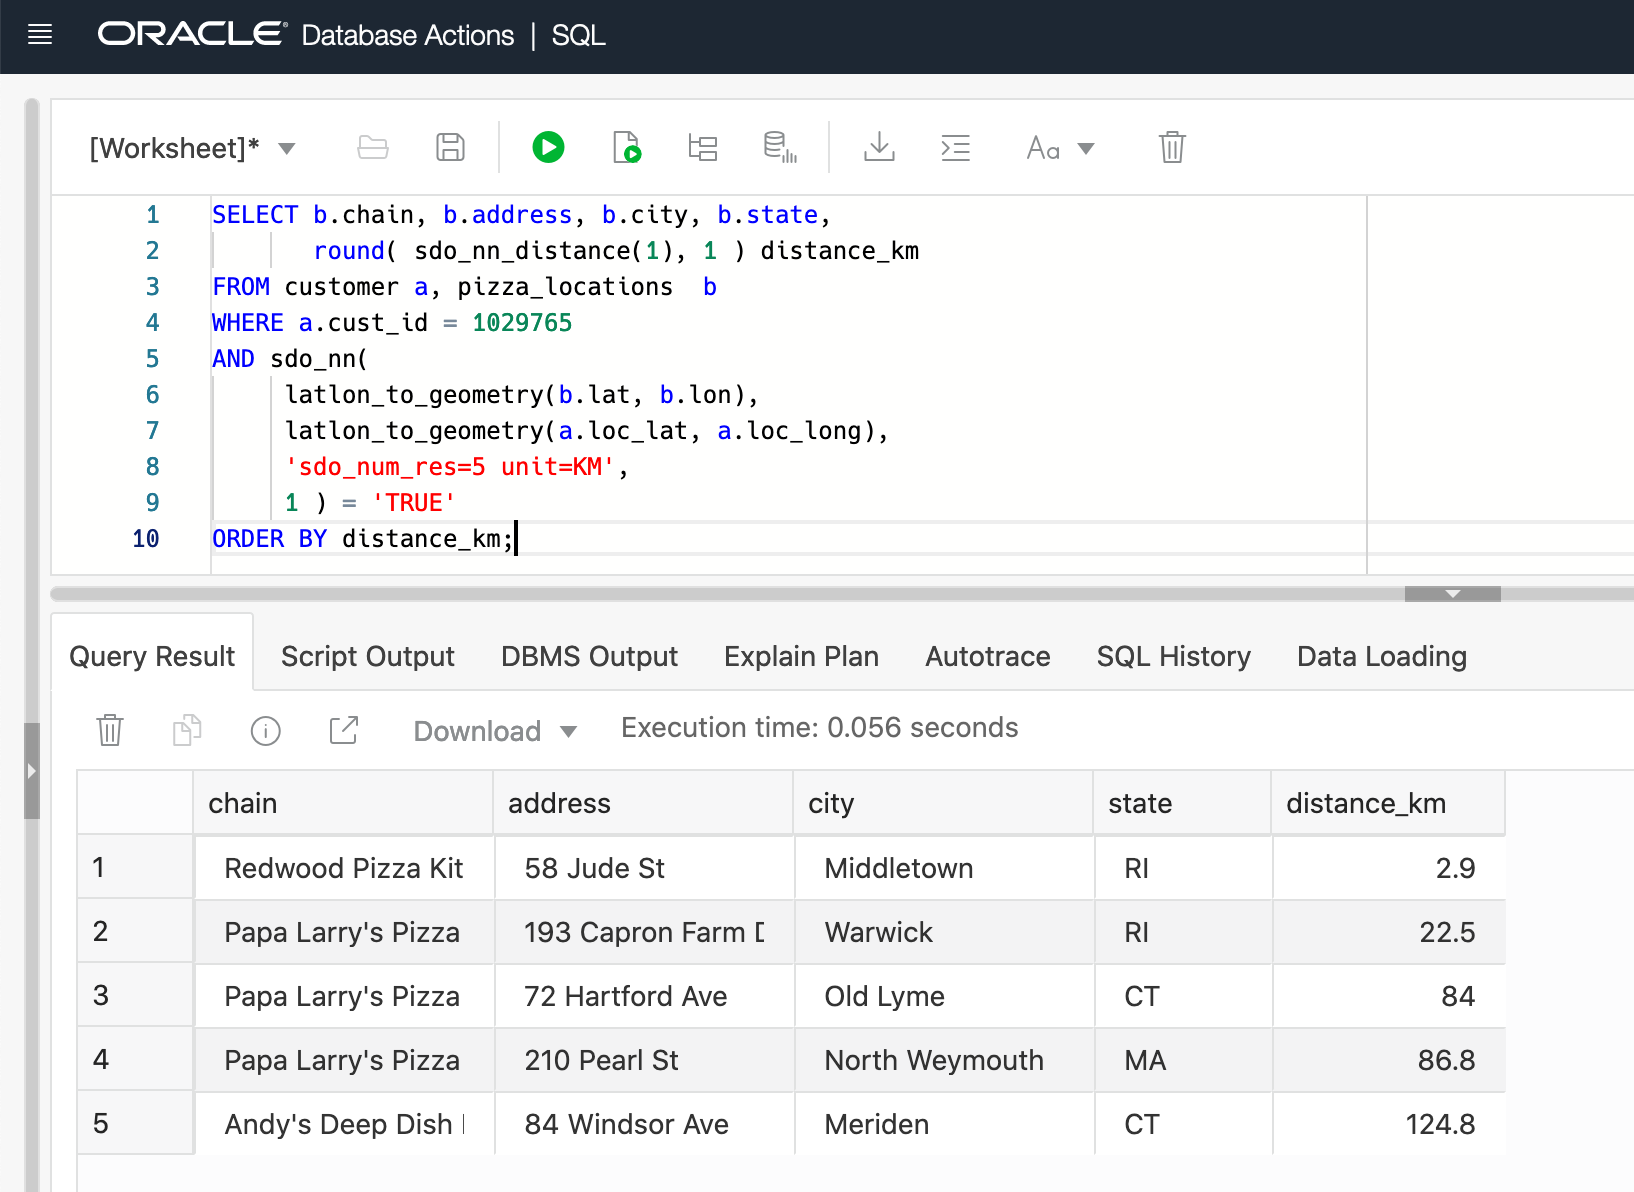 ORACLE® Database Actions | SQL
[Worksheet]* Aa
1 SELECT b.chain, b.address, b.city, b.state,
2 round( sdo_nn_distance(1), 1 ) distance_km
3 FROM customer a, pizza_locations  b
4 WHERE a.cust_id = 1029765
5 AND sdo_nn(
6 latlon_to_geometry(b.lat, b.lon),
7 latlon_to_geometry(a.loc_lat, a.loc_long),
8 'sdo_num_res=5 unit=KM',
9 1 ) = 'TRUE'
10 ORDER BY distance_km;
Query Result Script Output DBMS Output Explain Plan Autotrace SQL History Data Loading
Download Execution time: 0.056 seconds
chain address city state distance_km
1 Redwood Pizza Kit 58 Jude St Middletown RI 2.9
2 Papa Larry's Pizza 193 Capron Farm Warwick RI 22.5
3 Papa Larry's Pizza 72 Hartford Ave Old Lyme CT 84
4 Papa Larry's Pizza 210 Pearl St North Weymouth MA 86.8
5 Andy's Deep Dish 84 Windsor Ave Meriden CT 124.8